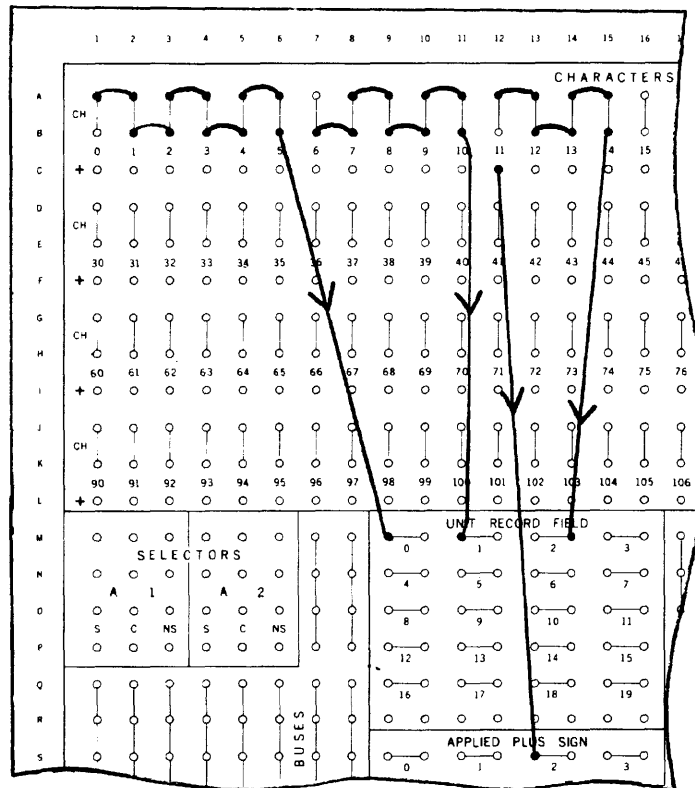 1 2 3 4 5 6 7 8 9 10 11 12 13 14 15 16
CHARACTERS
A
CH
B
0 1 2 3 4 5 6 7 8 9 10 11 12 13 14 15
C +
D
CH
E
30 31 32 33 34 35 36 37 38 39 40 41 42 43 44 45
F +
G
CH
H
60 61 62 63 64 65 66 67 68 69 70 71 72 73 74 75 76
I +
J
CH
K
90 91 92 93 94 95 96 97 98 99 100 101 102 103 104 105 106
L +
UNIT RECORD FIELD
M
SELECTORS 0 1 2 3
N
A 1 A 2 4 5 6 7
O
S C NS S C NS 8 9 10 11
P
12 13 14 15
Q
16 17 18 19
R
BUSES
APPLIED PLUS SIGN
S
0 1 2 3